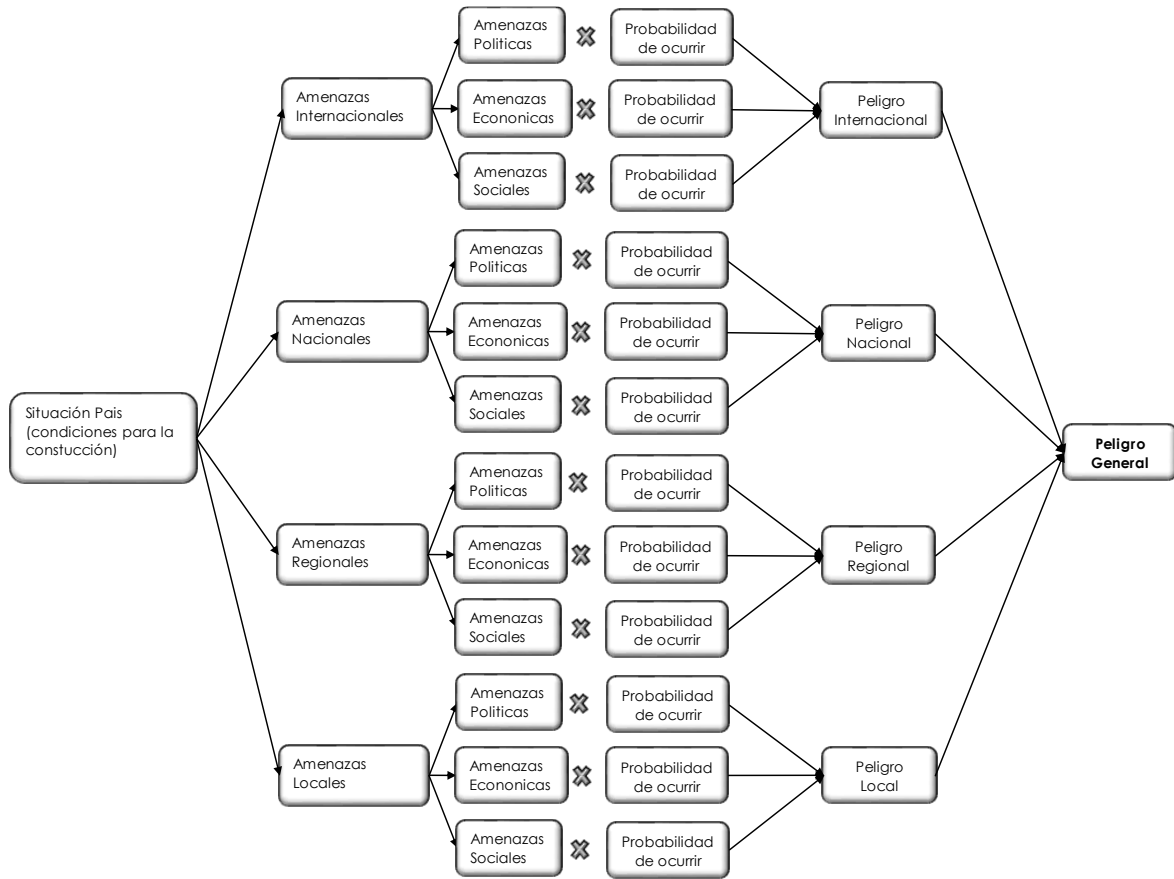 Amenazas
Politicas
Probabilidad
de ocurrir
Amenazas
Internacionales
Amenazas
Econonicas
Probabilidad
de ocurrir
Peligro
Internacional
Amenazas
Sociales
Probabilidad
de ocurrir
Amenazas
Politicas
Probabilidad
de ocurrir
Amenazas
Nacionales
Amenazas
Economicas
Probabilidad
de ocurrir
Peligro
Nacional
Amenazas
Sociales
Probabilidad
de ocurrir
Situación Pais
(condiciones para la
constucción)
Peligro
General
Amenazas
Politicas
Probabilidad
de ocurrir
Amenazas
Regionales
Amenazas
Economicas
Probabilidad
de ocurrir
Peligro
Regional
Amenazas
Sociales
Probabilidad
de ocurrir
Amenazas
Politicas
Probabilidad
de ocurrir
Amenazas
Locales
Amenazas
Economicas
Probabilidad
de ocurrir
Peligro
Local
Amenazas
Sociales
Probabilidad
de ocurrir